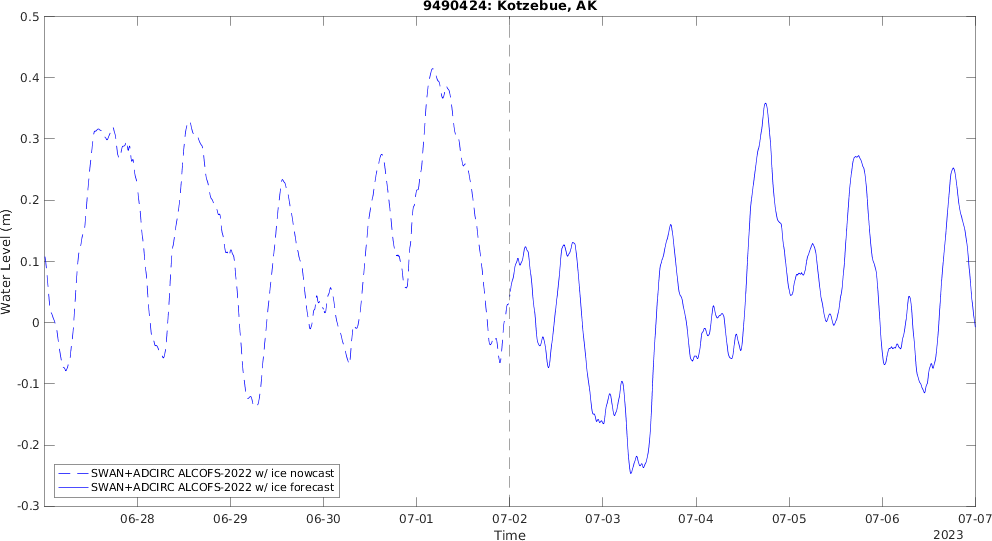 9490424: Kotzebue, AK
0.5
0.4
0.3
0.2
0.1
0
-0.1
-0.2
-0.3
Water Level (m)
SWAN+ADCIRC ALCOFS-2022 w/ ice nowcast
SWAN+ADCIRC ALCOFS-2022 w/ ice forecast
06-28 06-29 06-30 07-01 07-02 07-03 07-04 07-05 07-06 07-07
Time
2023